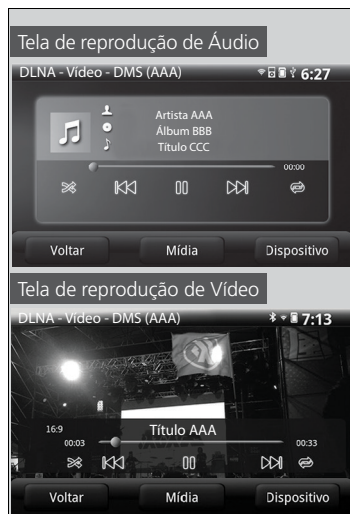 Tela de reprodução de Áudio
DLNA - Vídeo - DMS (AAA) 6:27
Artista AAA
Álbum BBB
Título CCC
00:00
Voltar Mídia Dispositivo
Tela de reprodução de Vídeo
DLNA - Vídeo - DMS (AAA) 7:13
16:9 Título AAA
00:03 00:33
Voltar Mídia Dispositivo